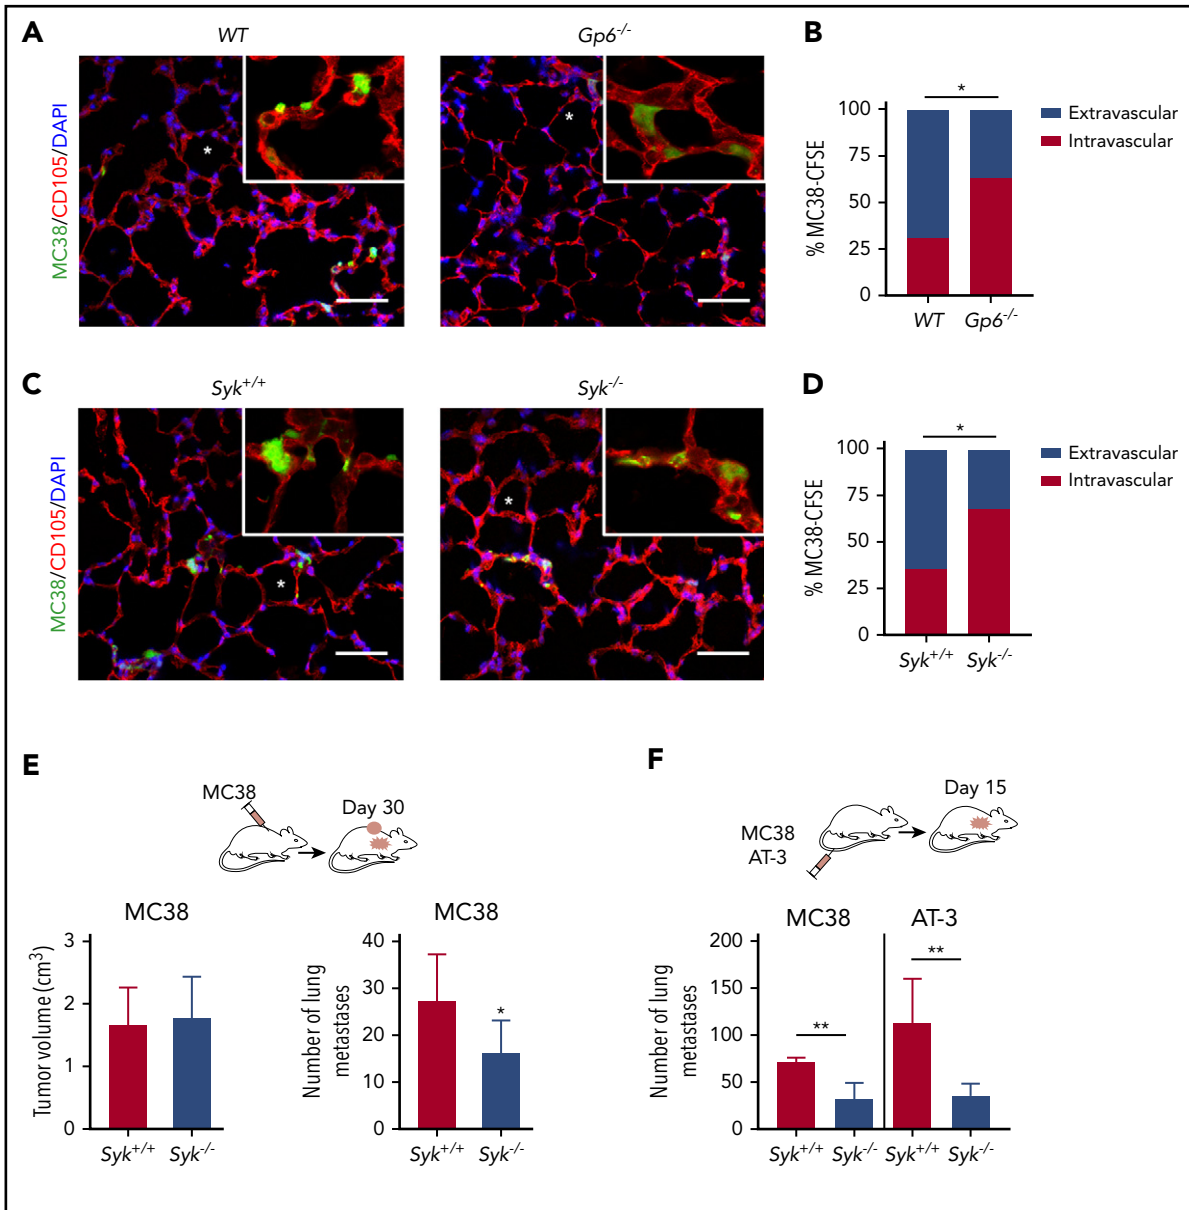 A
WT
Gp6-/-
MC38/CD105/DAPI
*
*
B
*
Extravascular
Intravascular
% MC38-CFSE
100
75
50
25
0
WT
Gp6-/-
C
Syk+/+
Syk-/-
MC38/CD105/DAPI
*
*
D
*
Extravascular
Intravascular
% MC38-CFSE
100
75
50
25
0
Syk+/+
Syk-/-
E
MC38
Day 30
MC38
Tumor volume (cm3)
3
2
1
0
Syk+/+
Syk-/-
MC38
Number of lung
metastases
40
30
20
10
0
*
Syk+/+
Syk-/-
F
MC38
AT-3
Day 15
MC38
AT-3
Number of lung
metastases
200
150
100
50
0
**
**
Syk+/+
Syk-/-
Syk+/+
Syk-/-